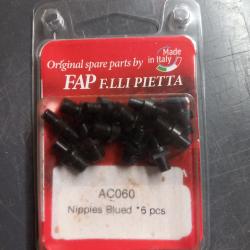 Original spare parts by
Made
in Italy
FAP F.LLI PIETTA
AC060
Nipples Blued *6 pcs